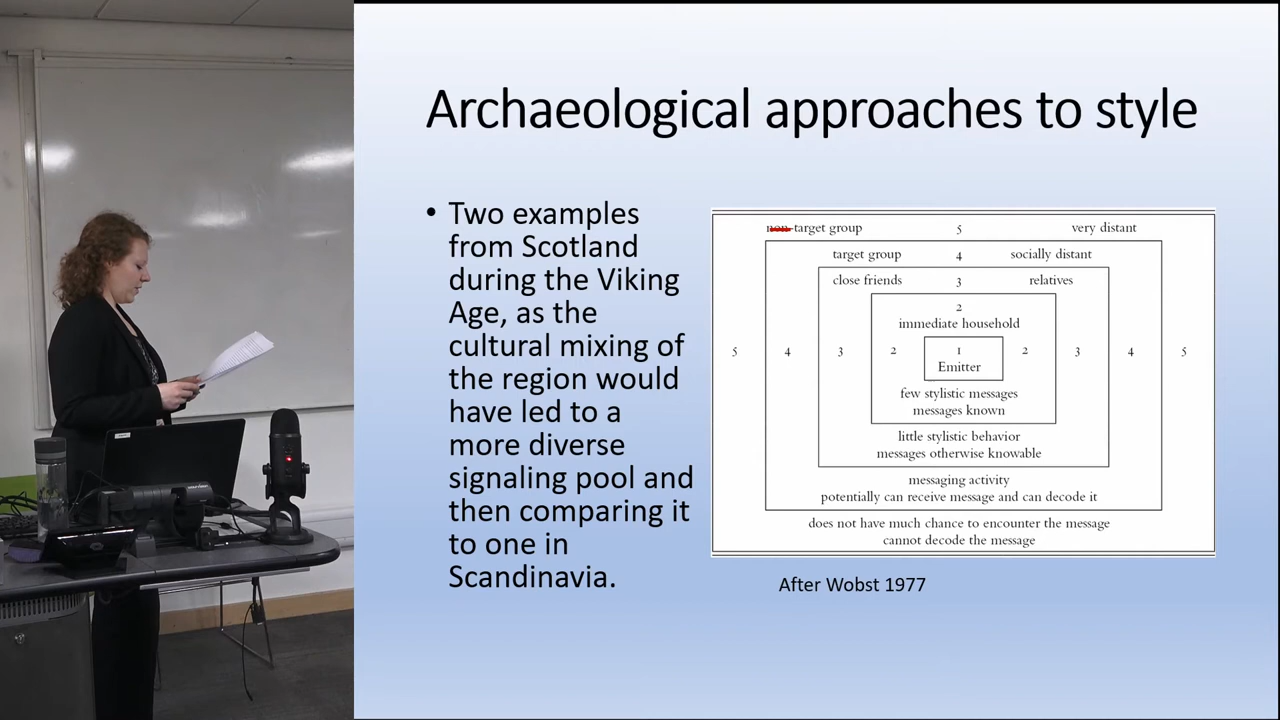 Archaeological approaches to style
• Two examples
from Scotland
during the Viking
Age, as the
cultural mixing of
the region would
have led to a
more diverse
signaling pool and
then comparing it
to one in
Scandinavia.
non-target group 5 very distant
target group 4 socially distant
close friends 3 relatives
2
immediate household
5 4 3 2 1 2 3 4 5
Emitter
few stylistic messages
messages known
little stylistic behavior
messages otherwise knowable
messaging activity
potentially can receive message and can decode it
does not have much chance to encounter the message
cannot decode the message
After Wobst 1977